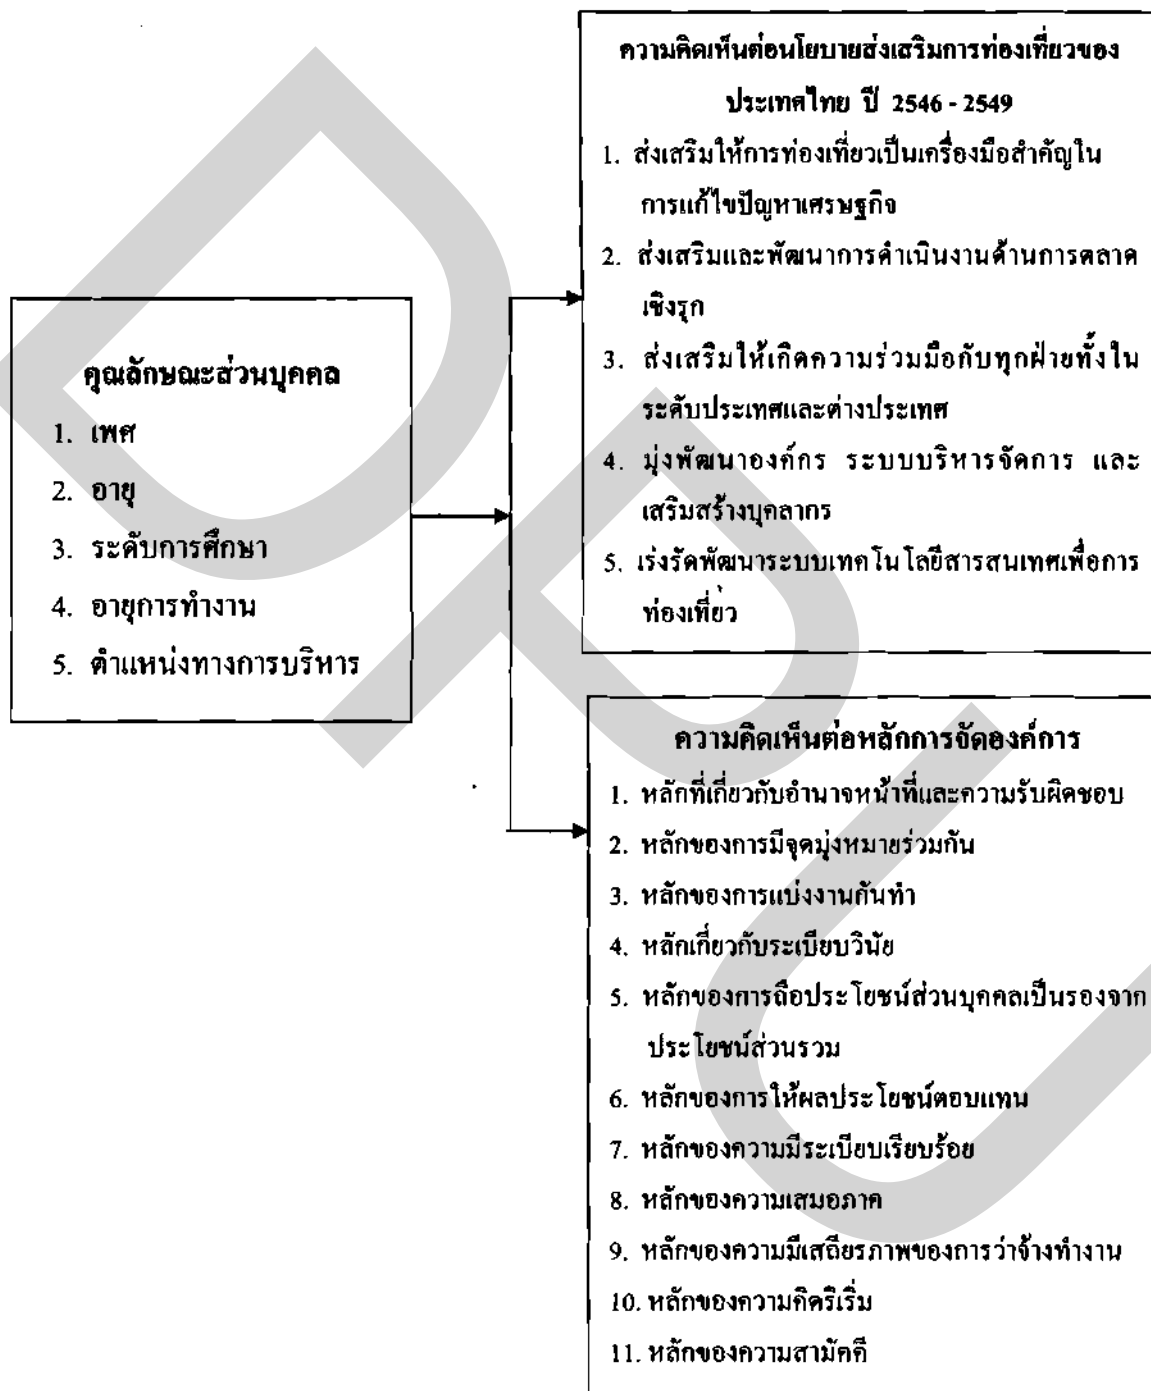 ความคิดเห็นต่อนโยบายส่งเสริมการท่องเที่ยวของ
ประเทศไทย ปี 2546 - 2549
1. ส่งเสริมให้การท่องเที่ยวเป็นเครื่องมือสำคัญใน
การแก้ไขปัญหาเศรษฐกิจ
2. ส่งเสริมและพัฒนาการดำเนินงานด้านการตลาด
เชิงรุก
3. ส่งเสริมให้เกิดความร่วมมือกับทุกฝ่ายทั้งใน
ระดับประเทศและต่างประเทศ
4. มุ่งพัฒนาองค์กร ระบบบริหารจัดการ และ
เสริมสร้างบุคลากร
5. เร่งรัดพัฒนาระบบเทคโนโลยีสารสนเทศเพื่อการ
ท่องเที่ยว
คุณลักษณะส่วนบุคคล
1. เพศ
2. อายุ
3. ระดับการศึกษา
4. อายุการทำงาน
5. ตำแหน่งทางการบริหาร
ความคิดเห็นต่อหลักการจัดองค์การ
1. หลักที่เกี่ยวกับอำนาจหน้าที่และความรับผิดชอบ
2. หลักของการมีจุดมุ่งหมายร่วมกัน
3. หลักของการแบ่งงานกันทำ
4. หลักเกี่ยวกับระเบียบวินัย
5. หลักของการถือประโยชน์ส่วนบุคคลเป็นรองจาก
ประโยชน์ส่วนรวม
6. หลักของการให้ผลประโยชน์ตอบแทน
7. หลักของความมีระเบียบเรียบร้อย
8. หลักของความเสมอภาค
9. หลักของความมีเสถียรภาพของการว่าจ้างทำงาน
10. หลักของความคิดริเริ่ม
11. หลักของความสามัคคี
DPU